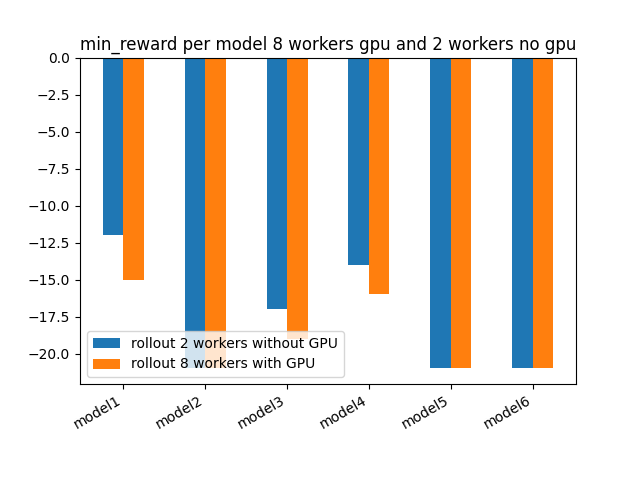 min_reward per model 8 workers gpu and 2 workers no gpu
0.0
−2.5
−5.0
−7.5
−10.0
−12.5
−15.0
−17.5
−20.0
rollout 2 workers without GPU
rollout 8 workers with GPU
model1
model2
model3
model4
model5
model6